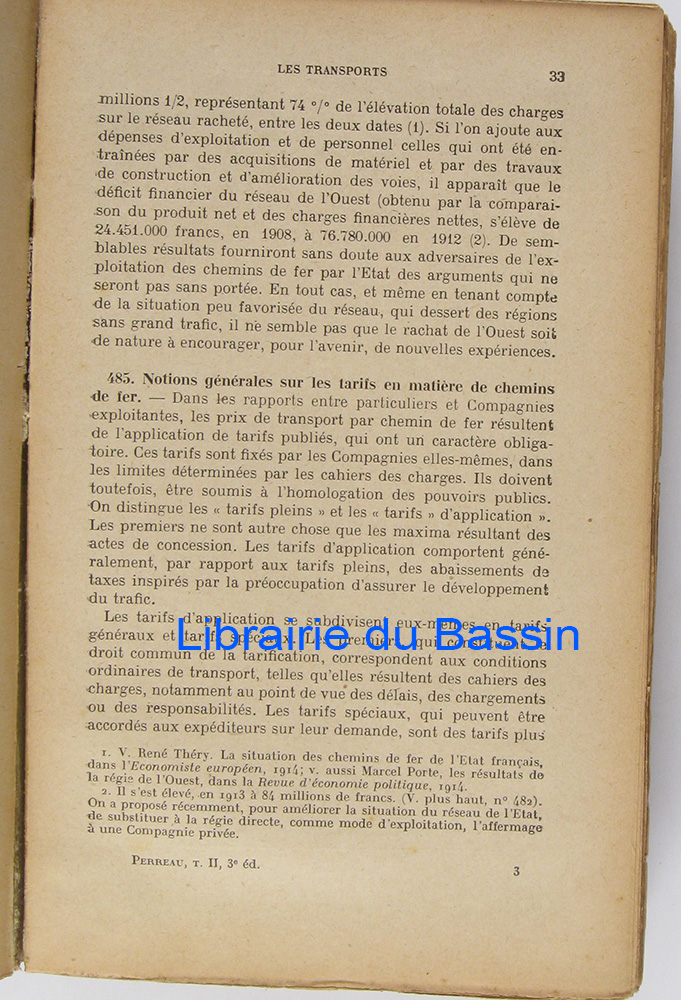 LES TRANSPORTS 33
millions 1/2, représentant 74 °/° de l'élévation totale des charges
sur le réseau racheté, entre les deux dates (1). Si l'on ajoute aux
dépenses d'exploitation et de personnel celles qui ont été en-
traînées par des acquisitions de matériel et par des travaux
de construction et d'amélioration des voies, il apparaît que le
déficit financier du réseau de l'Ouest (obtenu par la comparai-
son du produit net et des charges financières nettes, s'élève de
24.451.000 francs, en 1908, à 76.780.000 en 1912 (2). De sem-
blables résultats fourniront sans doute aux adversaires de l'ex-
ploitation des chemins de fer par l'Etat des arguments qui ne
seront pas sans portée. En tout cas, et même en tenant compte
de la situation peu favorisée du réseau, qui dessert des régions
sans grand trafic, il ne semble pas que le rachat de l'Ouest soit
de nature à encourager, pour l'avenir, de nouvelles expériences.
485. Notions générales sur les tarifs en matière de chemins
de fer. — Dans les rapports entre particuliers et Compagnies
exploitantes, les prix de transport par chemin de fer résultent
de l'application de tarifs publiés, qui ont un caractère obliga-
toire. Ces tarifs sont fixés par les Compagnies elles-mêmes, dans
les limites déterminées par les cahiers des charges. Ils doivent
toutefois, être soumis à l'homologation des pouvoirs publics.
On distingue les « tarifs pleins » et les « tarifs » d'application ».
Les premiers ne sont autre chose que les maxima résultant des
actes de concession. Les tarifs d'application comportent géné-
ralement, par rapport aux tarifs pleins, des abaissements de
taxes inspirés par la préoccupation d'assurer le développement
du trafic.
Les tarifs d'application se subdivisent eux-mêmes en tarifs
généraux et tarifs spéciaux. Les premiers, qui constituent le
Librairie du Bassin
droit commun de la tarification, correspondent aux conditions
ordinaires de transport, telles qu'elles résultent des cahiers des
charges, notamment au point de vue des délais, des chargements
ou des responsabilités. Les tarifs spéciaux, qui peuvent être
accordés aux expéditeurs sur leur demande, sont des tarifs plus
1. V. René Théry. La situation des chemins de fer de l'Etat français,
dans l'Economiste européen, 1914; v. aussi Marcel Porte, les résultats de
la régie de l'Ouest, dans la Revue d'économie politique, 1914.
2. Il s'est élevé en 1913 à 84 millions de francs. (V. plus haut, n° 482).
On a proposé récemment, pour améliorer la situation du réseau de l'Etat,
de substituer à la régie directe, comme mode d'exploitation, l'affermage
à une Compagnie privée.
PERREAU, T. II, 3e éd. 3